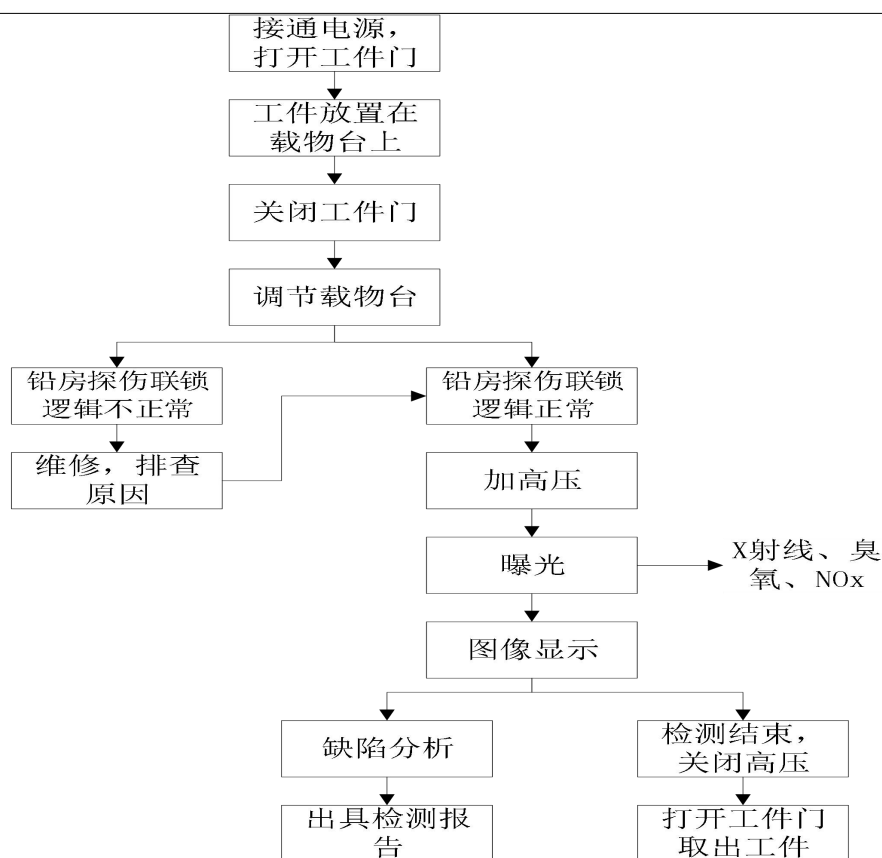 接通电源，
打开工件门
工件放置在
载物台上
关闭工件门
调节载物台
铅房探伤联锁
逻辑不正常
铅房探伤联锁
逻辑正常
维修，排查
原因
加高压
曝光
X射线、臭
氧、NOx
图像显示
缺陷分析
检测结束，
关闭高压
出具检测报
告
打开工件门
取出工件